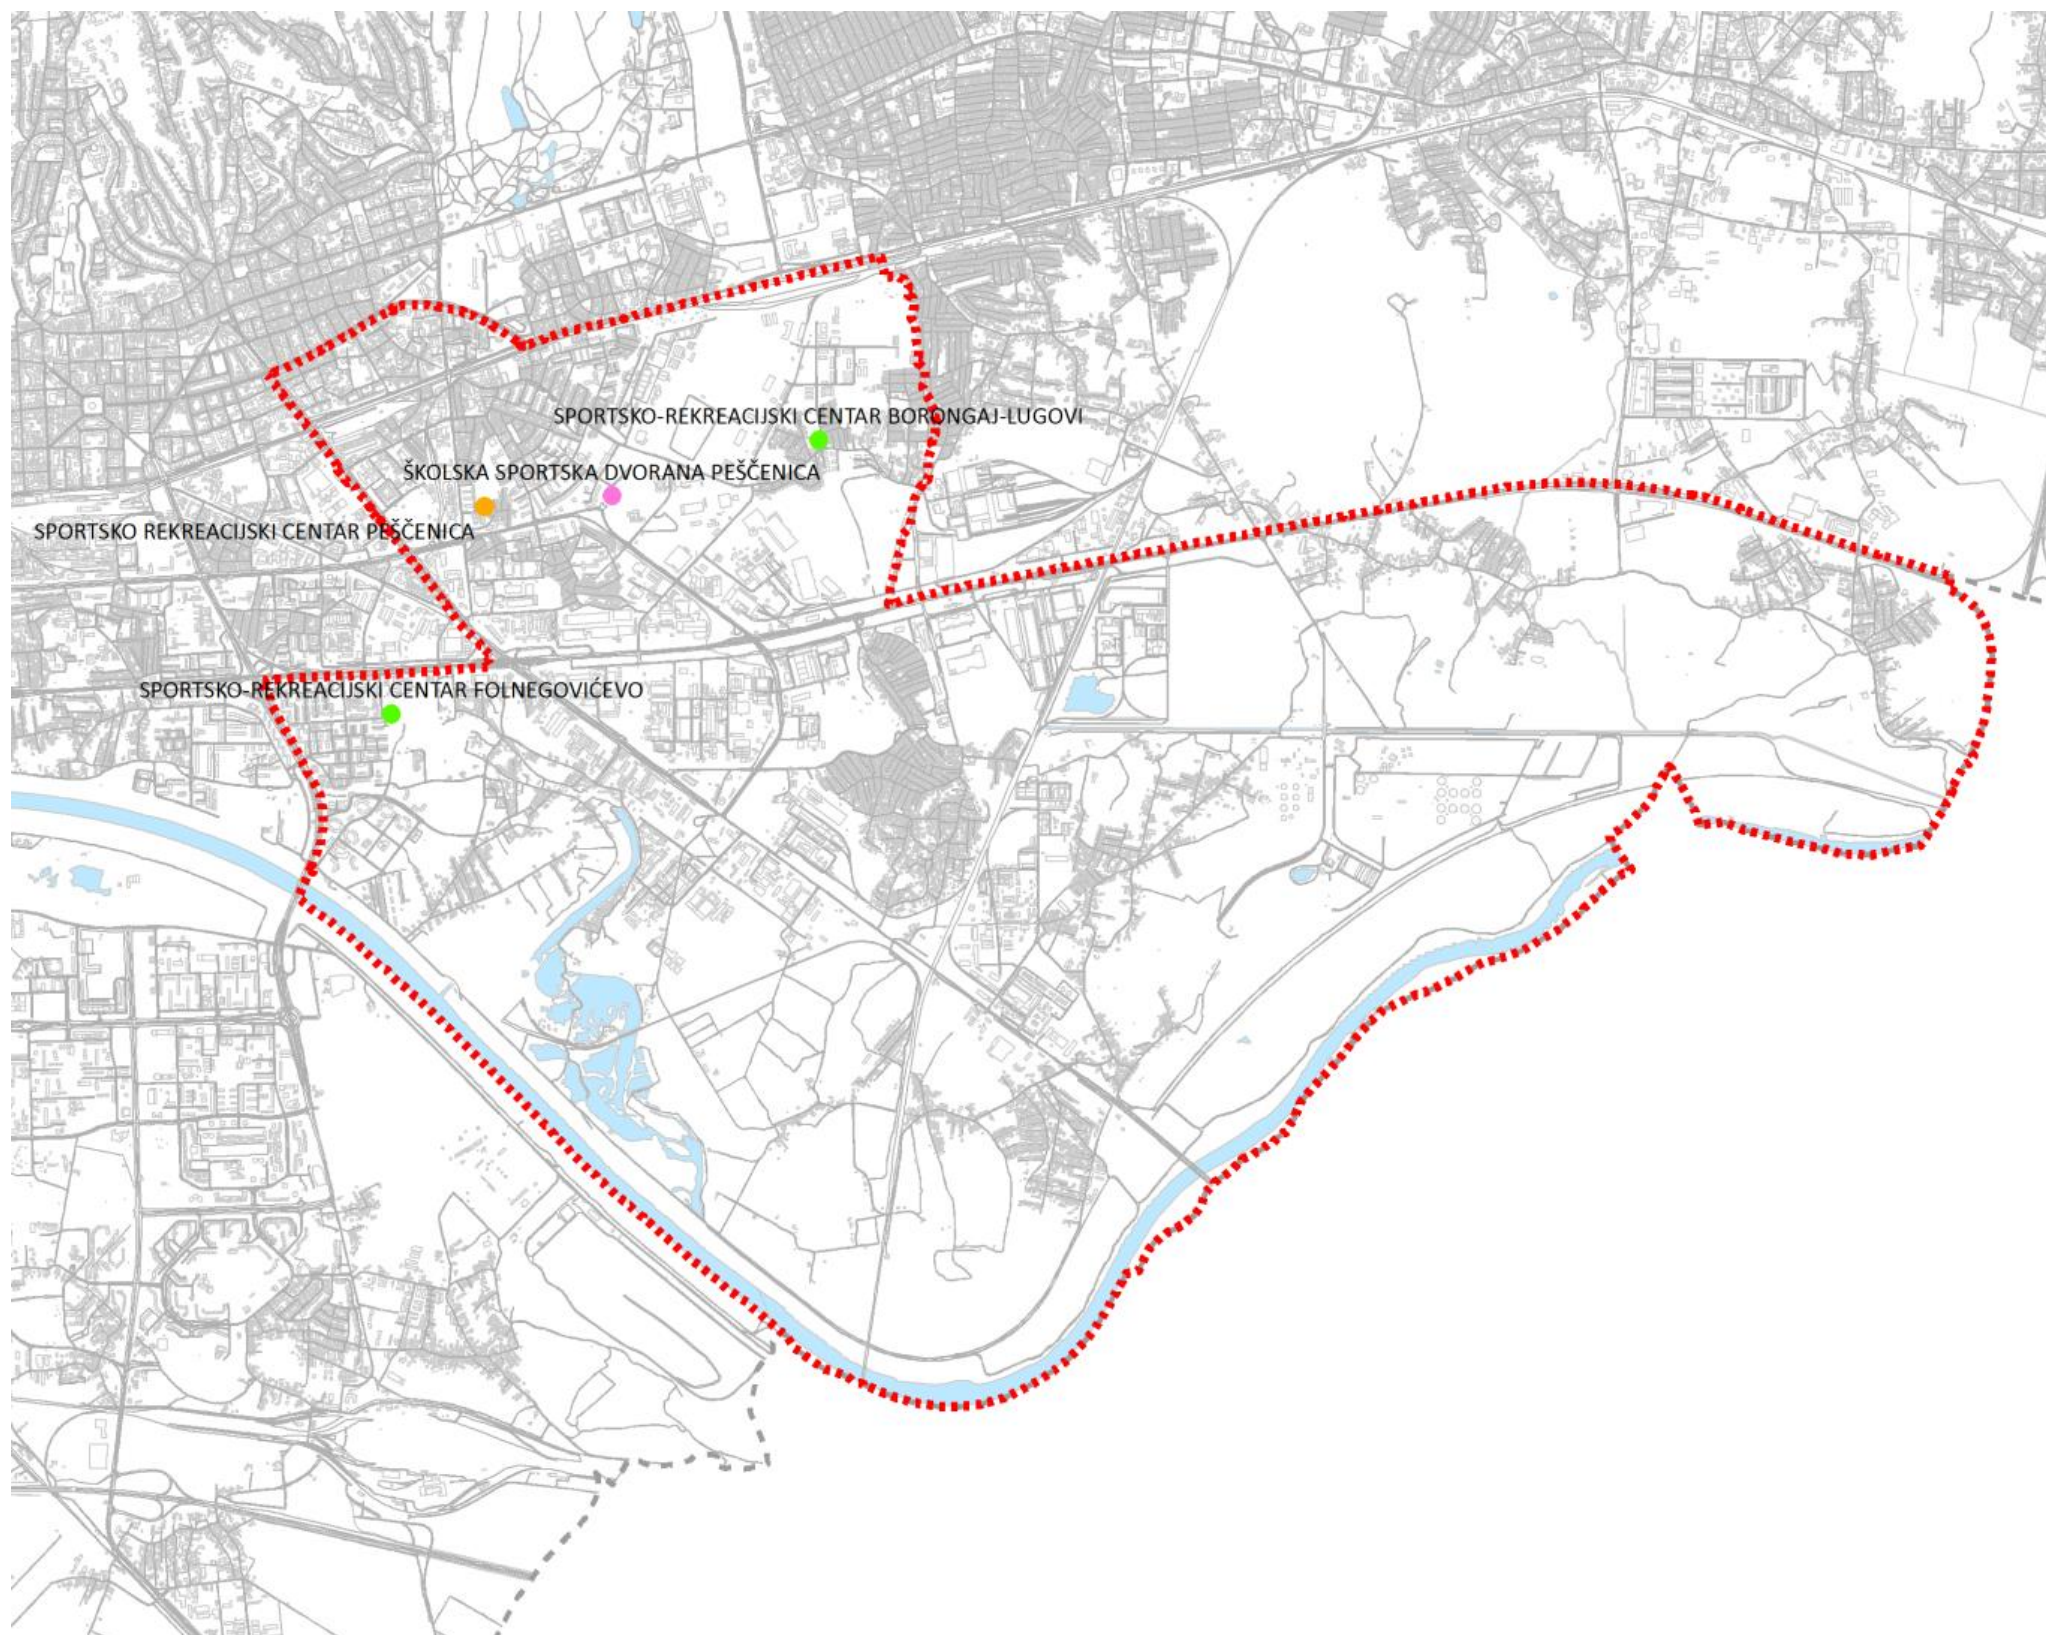 SPORTSKO-REKREACIJSKI CENTAR BORONGAJ-LUGOVI
ŠKOLSKA SPORTSKA DVORANA PEŠČENICA
SPORTSKO REKREACIJSKI CENTAR PEŠČENICA
SPORTSKO-REKREACIJSKI CENTAR FOLNEGOVIĆEVO